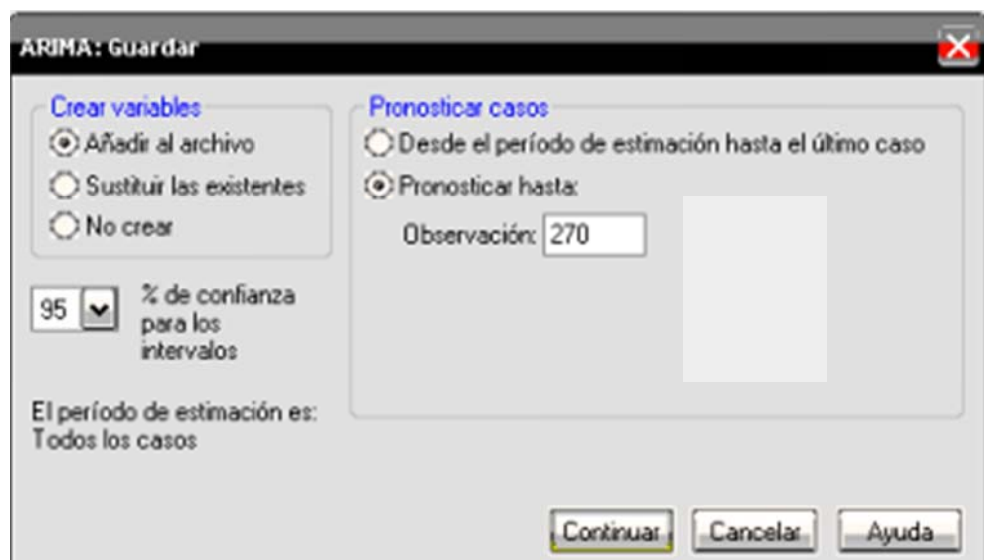 ARIMA: Guardar
Crear variables
Añadir al archivo
Sustituir las existentes
No crear
95
% de confianza
para los
intervalos
El período de estimación es:
Todos los casos
Pronosticar casos
Desde el período de estimación hasta el último caso
Pronosticar hasta:
Observación: 270
Continuar
Cancelar
Ayuda